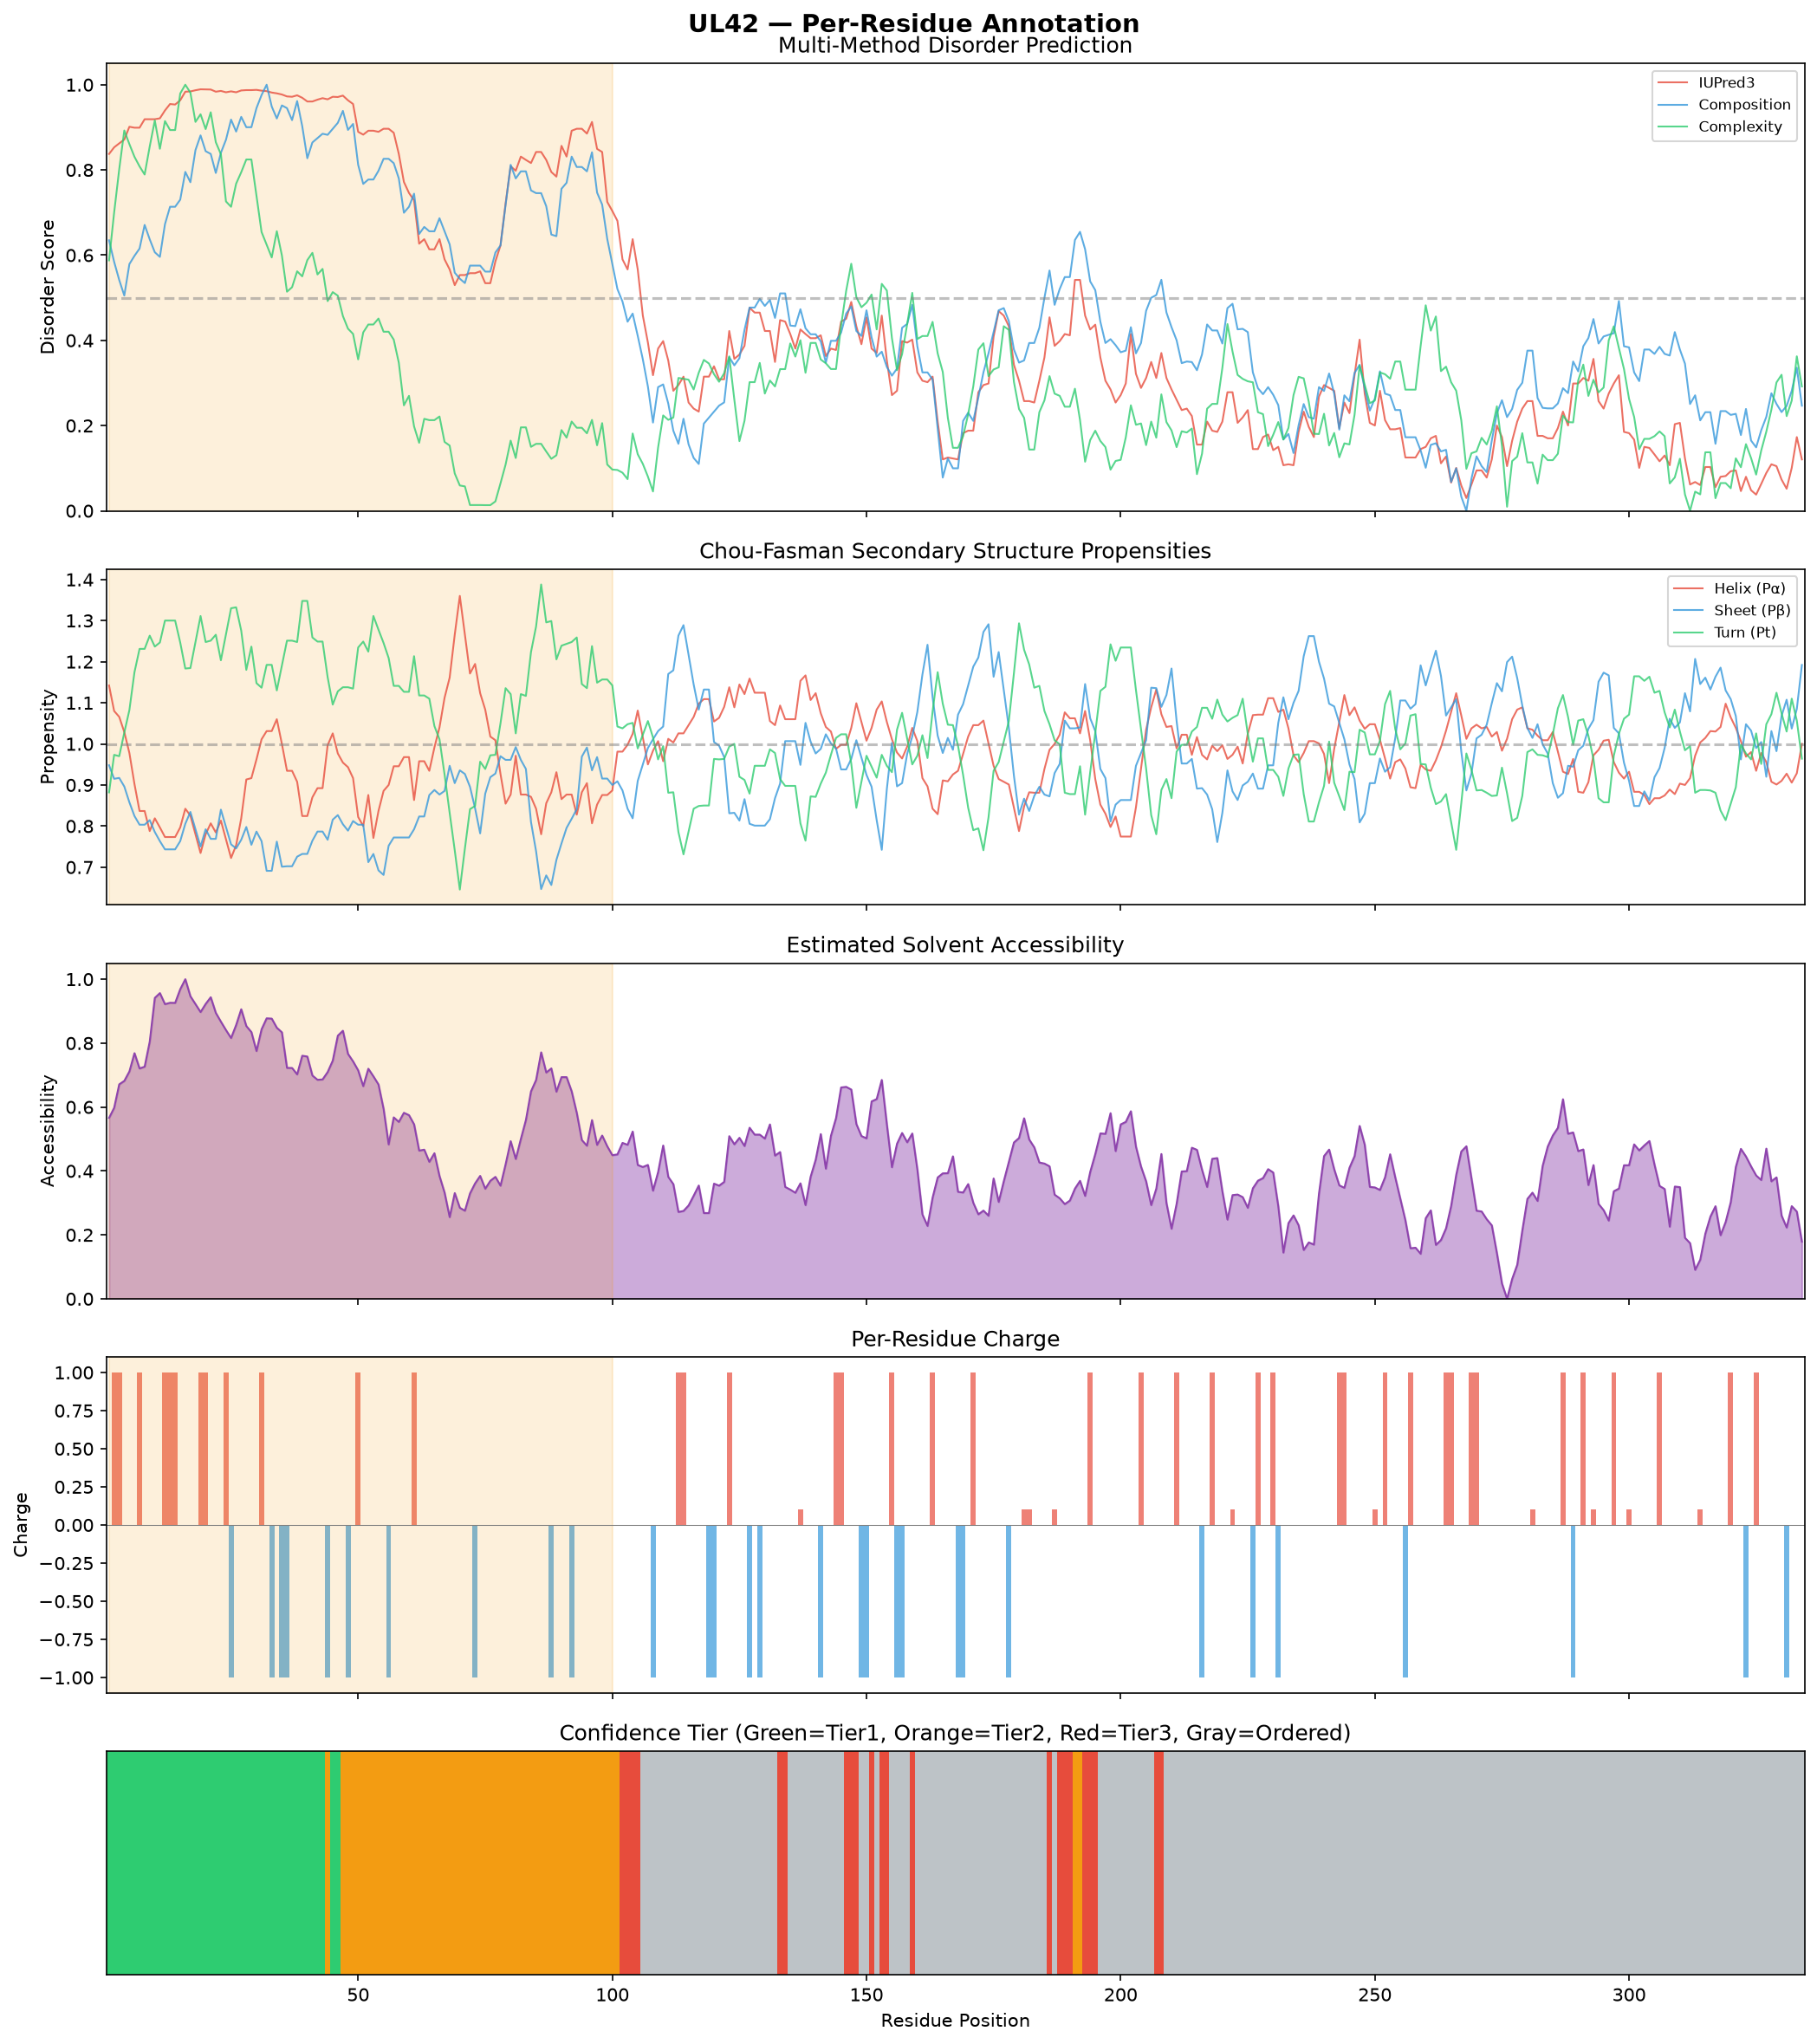 UL42 — Per-Residue Annotation
Multi-Method Disorder Prediction
1.0
0.8
0.6
0.4
0.2
0.0
Disorder Score
IUPred3
Composition
Complexity
Chou-Fasman Secondary Structure Propensities
1.4
1.3
1.2
1.1
1.0
0.9
0.8
0.7
Propensity
Helix (Pα)
Sheet (Pβ)
Turn (Pt)
Estimated Solvent Accessibility
1.0
0.8
0.6
0.4
0.2
0.0
Accessibility
Per-Residue Charge
1.00
0.75
0.50
0.25
0.00
−0.25
−0.50
−0.75
−1.00
Charge
Confidence Tier (Green=Tier1, Orange=Tier2, Red=Tier3, Gray=Ordered)
50 100 150 200 250 300
Residue Position